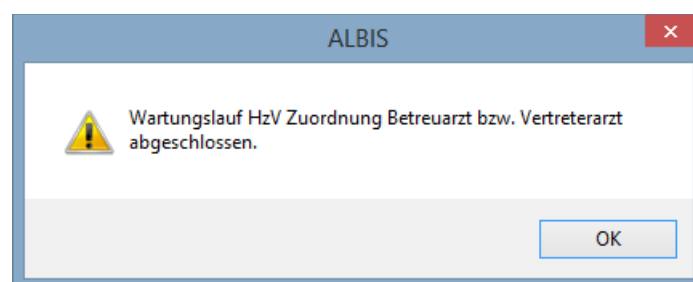 ALBIS
Wartungslauf HzV Zuordnung Betreuarzt bzw. Vertreterarzt
abgeschlossen.
OK